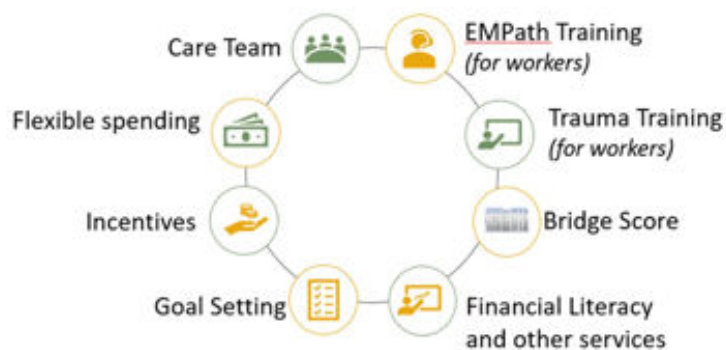 Care Team
EMPath Training
(for workers)
Flexible spending
Trauma Training
(for workers)
Incentives
Bridge Score
Goal Setting
Financial Literacy
and other services